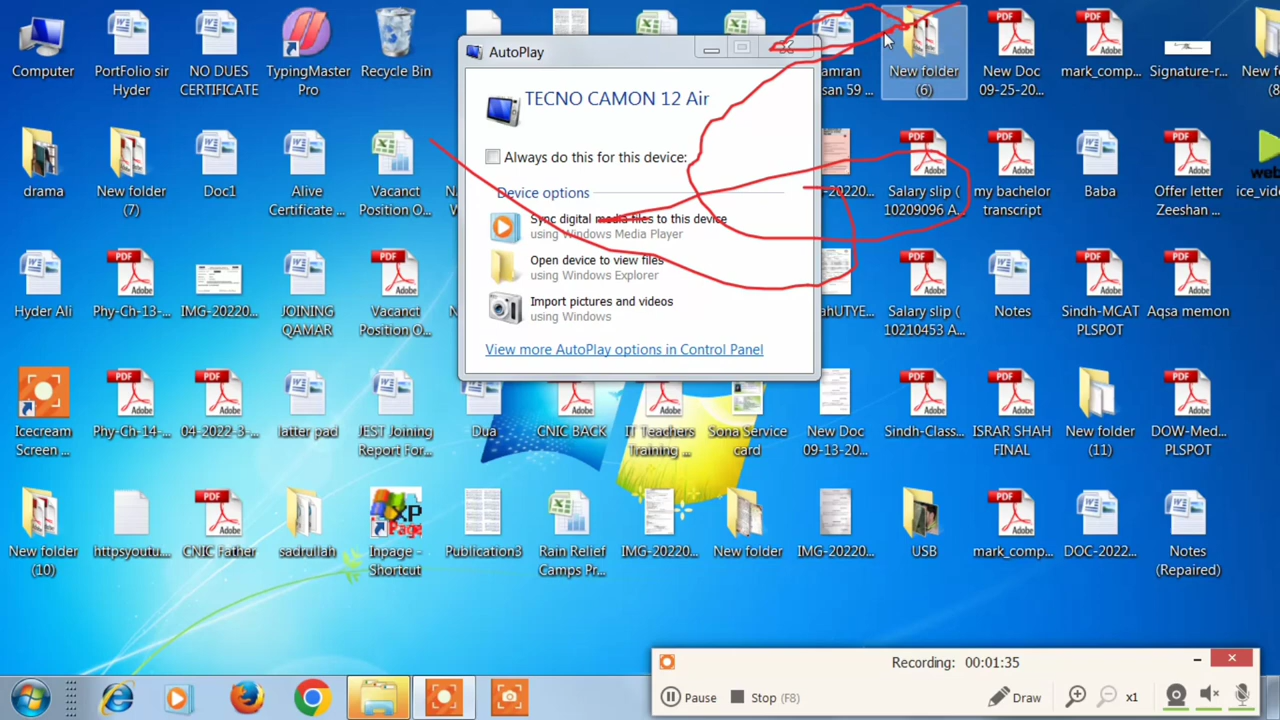 Computer
PortFolio sir
Hyder
NO DUES
CERTIFICATE
TypingMaster
Pro
Recycle Bin
New folder
(6)
New Doc
09-25-20...
mark_comp...
Signature-r...
AutoPlay
TECNO CAMON 12 Air
Always do this for this device:
Device options
Sync digital media files to this device
using Windows Media Player
Open device to view files
using Windows Explorer
Import pictures and videos
using Windows
View more AutoPlay options in Control Panel
drama
New folder
(7)
Doc1
Alive
Certificate ...
Vacanct
Position O...
Salary slip (
10209096 A...
my bachelor
transcript
Baba
Offer letter
Zeeshan ...
Hyder Ali
Phy-Ch-13-...
IMG-20220...
JOINING
QAMAR
Vacanct
Position O...
Salary slip (
10210453 A...
Notes
Sindh-MCAT
PLSPOT
Aqsa memon
Icecream
Screen ...
Phy-Ch-14-...
04-2022-3-...
latter pad
JEST Joining
Report For...
Dua
CNIC BACK
IT Teachers
Training ...
Sona Service
card
New Doc
09-13-20...
Sindh-Class...
ISRAR SHAH
FINAL
New folder
(11)
DOW-Med...
PLSPOT
New folder
(10)
httpsyoutu...
CNIC Father
sadrullah
Inpage -
Shortcut
Publication3
Rain Relief
Camps Pr...
IMG-20220...
New folder
IMG-20220...
USB
mark_comp...
DOC-2022...
Notes
(Repaired)
Recording: 00:01:35
Pause
Stop (F8)
Draw
x1